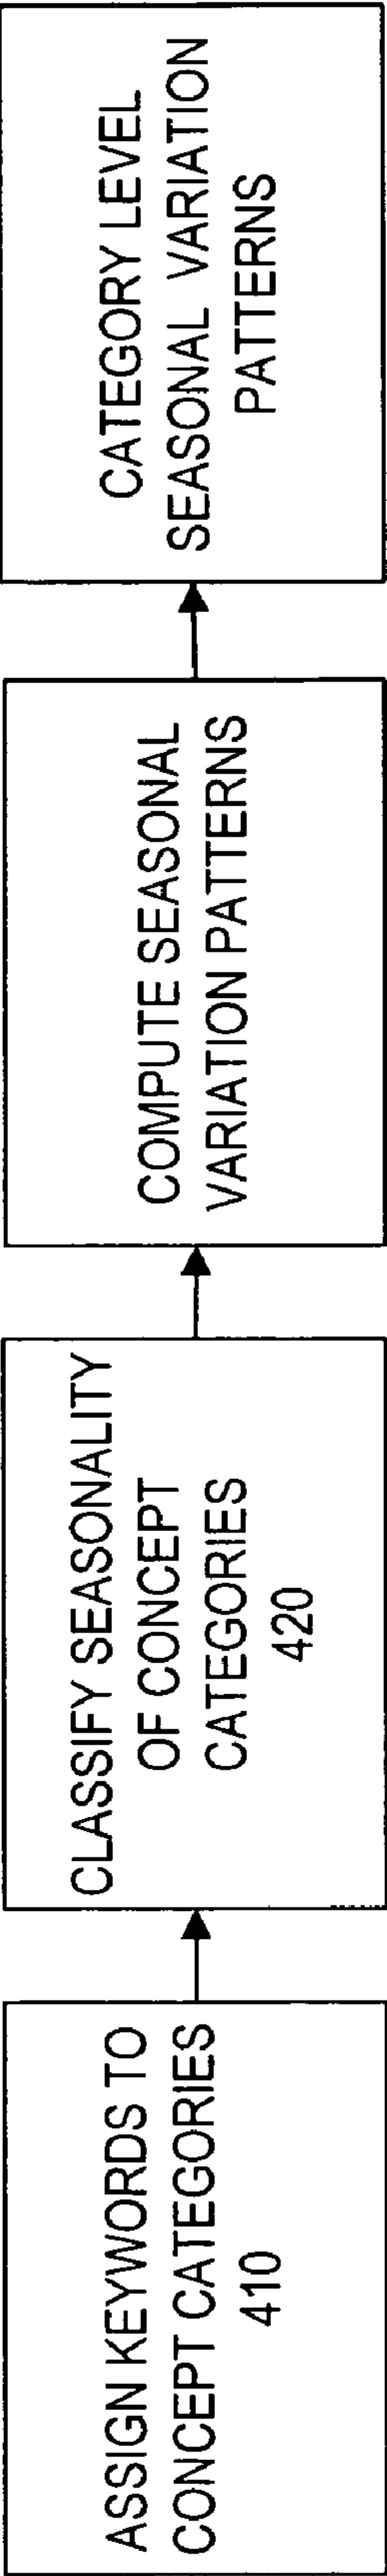 ASSIGN KEYWORDS TO
CONCEPT CATEGORIES
410
CLASSIFY SEASONALITY
OF CONCEPT
CATEGORIES
420
COMPUTE SEASONAL
VARIATION PATTERNS
CATEGORY LEVEL
SEASONAL VARIATION
PATTERNS